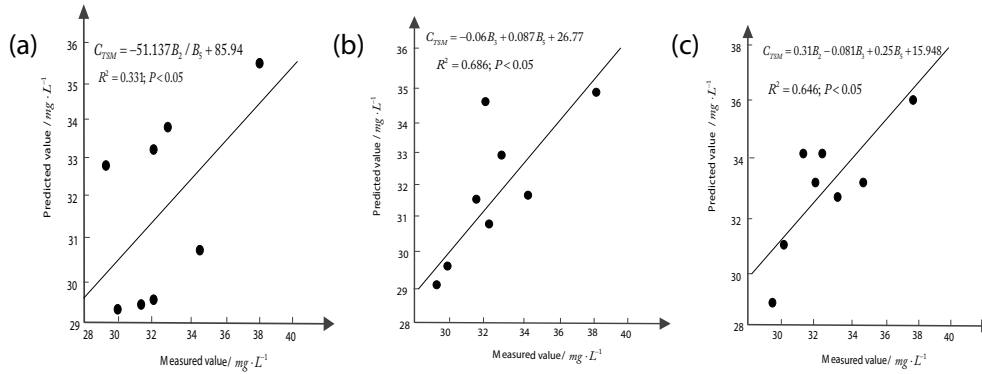 (a)
C_TSM = −51.137B₂ / B₅ + 85.94
R² = 0.331; P<0.05
Predicted value / mg · L⁻¹
36
35
34
33
31
30
29
28
30
32
34
36
38
40
Measured value/ mg · L⁻¹
(b)
C_TSM = −0.06B₃ + 0.087B₅ + 26.77
R² = 0.686; P<0.05
Predicted value / mg · L⁻¹
36
35
34
33
32
31
30
29
28
30
32
34
36
38
40
Measured value/ mg · L⁻¹
(c)
C_TSM = 0.31B₂ −0.081B₃ + 0.25B₅ +15.948
R² = 0.646; P<0.05
Predicted value / mg · L⁻¹
38
36
34
32
30
28
30
32
34
36
38
40
Measured value/ mg · L⁻¹